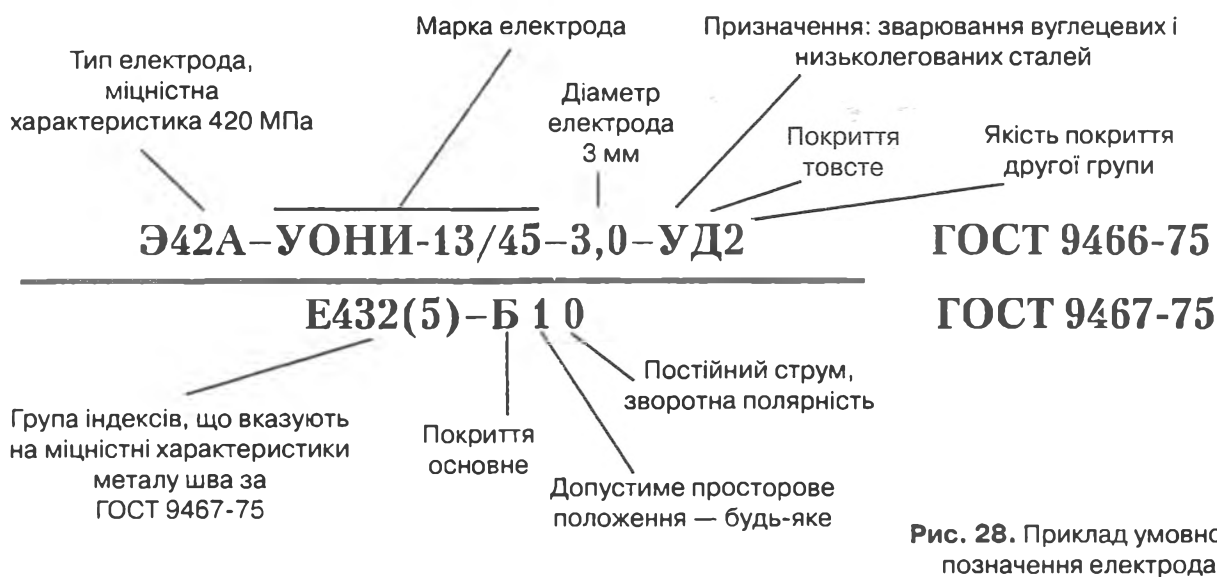 Марка електрода
Призначення: зварювання вуглецевих і
низьколегованих сталей
Тип електрода,
міцністна
характеристика 420 МПа
Діаметр
електрода
3 мм
Покриття
товсте
Якість покриття
другої групи
Э42А–УОНИ-13/45–3,0–УД2
ГОСТ 9466-75
Е432(5)–Б 1 0
ГОСТ 9467-75
Постійний струм,
зворотна полярність
Група індексів, що вказують
на міцністні характеристики
металу шва за
ГОСТ 9467-75
Покриття
основне
Допустиме просторове
положення — будь-яке
Рис. 28. Приклад умовно
позначення електрода